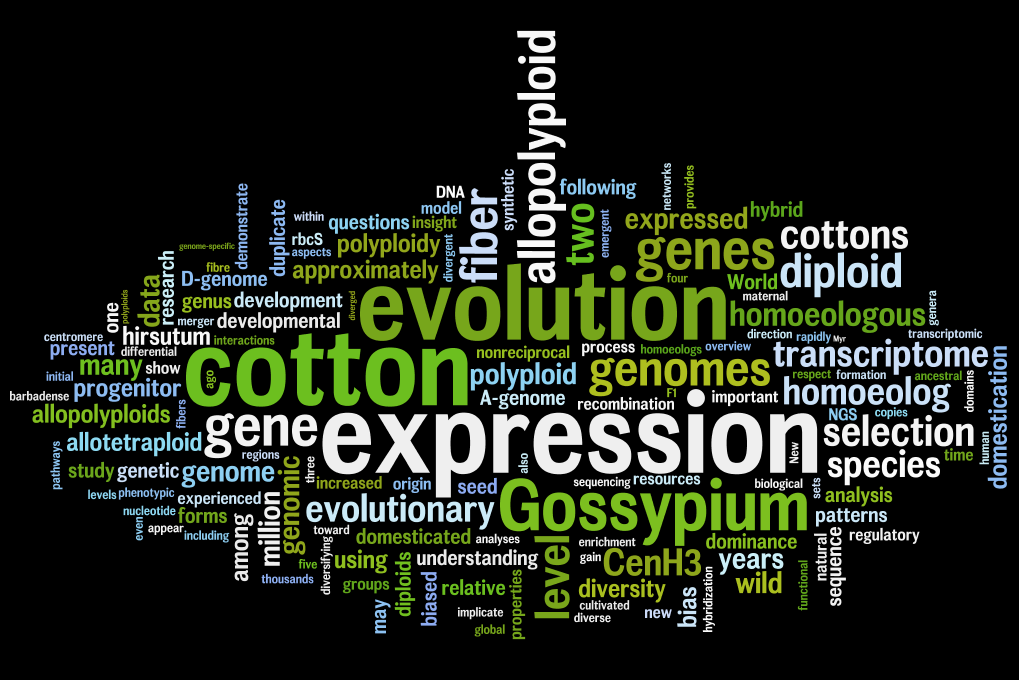 allopolyploid
following
networks
provides
DNA
model
fiber
synthetic
two
emergent
expressed
hybrid
demonstrate
duplicate
within
questions
insight
genes
cottons
genome-specific
rbcS
aspects
polyploidy
divergent
diploid
fibre
D-genome
approximately
four
World
maternal
research
data
genus
development
diverged
evolution
homoeologous
genera
polyploids
one
merger
developmental
direction
rapidly
Myr
transcriptomic
centromere
hirsutum
interactions
present
differential
nonreciprocal
process
homoeologs
overview
transcriptome
many
show
cotton
polyploid
genomes
respect
formation
ancestral
domains
domestication
initial
progenitor
ago
A-genome
F1
important
homoeolog
barbadense
recombination
allopolyploids
fibers
NGS
copies
allotetraploid
gene
expression
New
selection
human
time
pathways
regions
also
species
study
genetic
genome
genomic
three
increased
origin
seed
sequencing
resources
biological
sets
analysis
levels
phenotypic
experienced
million
evolutionary
Gossypium
patterns
nucleotide
forms
even
appear
including
among
toward
domesticated
analyses
level
enrichment
dominance
natural
sequence
regulatory
diversifying
five
using
understanding
gain
CenH3
years
thousands
groups
diploids
biased
relative
properties
diversity
wild
functional
may
implicate
global
cultivated
diverse
new
bias
hybridization